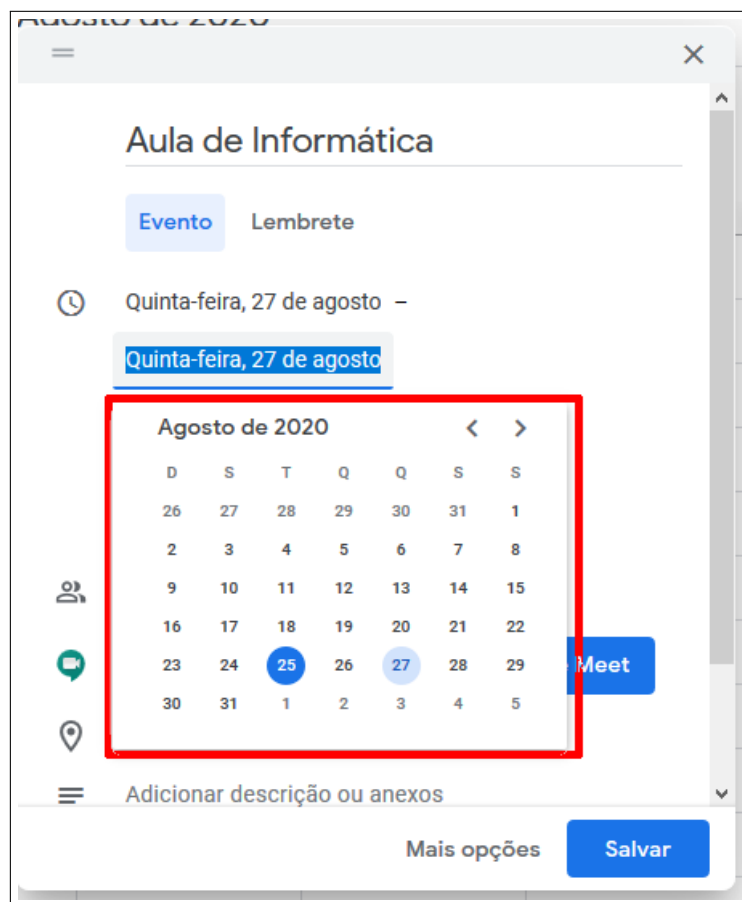 Agosto de 2020
Aula de Informática
Evento Lembrete
Quinta-feira, 27 de agosto –
Quinta-feira, 27 de agosto
Agosto de 2020
D S T Q Q S S
26 27 28 29 30 31 1
2 3 4 5 6 7 8
9 10 11 12 13 14 15
16 17 18 19 20 21 22
23 24 25 26 27 28 29
Meet
30 31 1 2 3 4 5
Adicionar descrição ou anexos
Mais opções Salvar